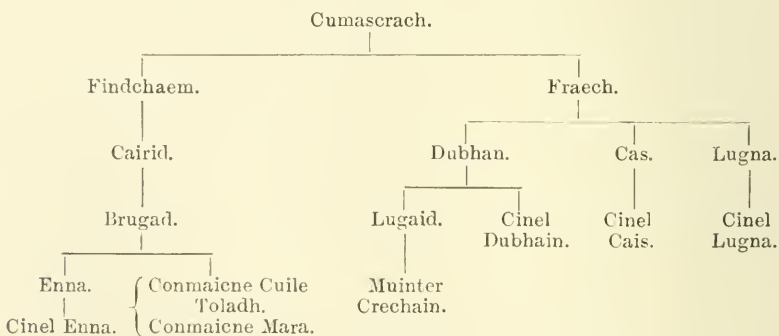 Cumascrach.
Findchaem. Fraech.
Cairid. Dubhan. Cas. Lugna.
Brugad. Lugaid. Cinel Cinel Cinel
Dubhain. Cais. Lugna.
Enna. Conmaicne Cuile Muinter
Toladh. Crechain.
Cinel Enna. Conmaicne Mara.